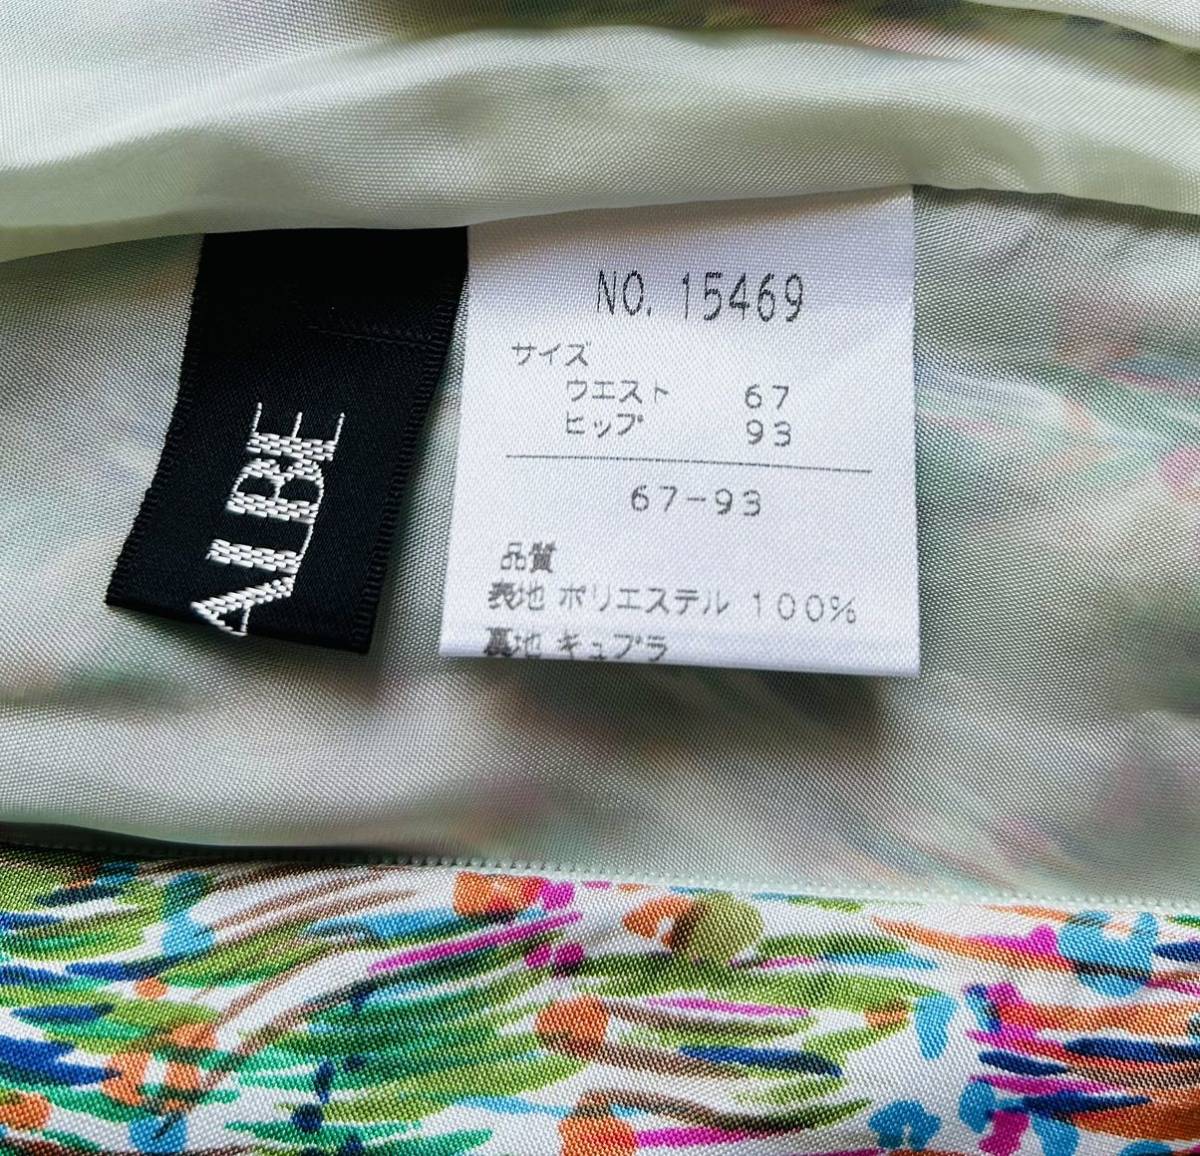 ALBE
NO. 15469
サイズ
ウエスト 67
ヒップ 93
67-93
品質
表地 ポリエステル 100%
裏地 キュプラ